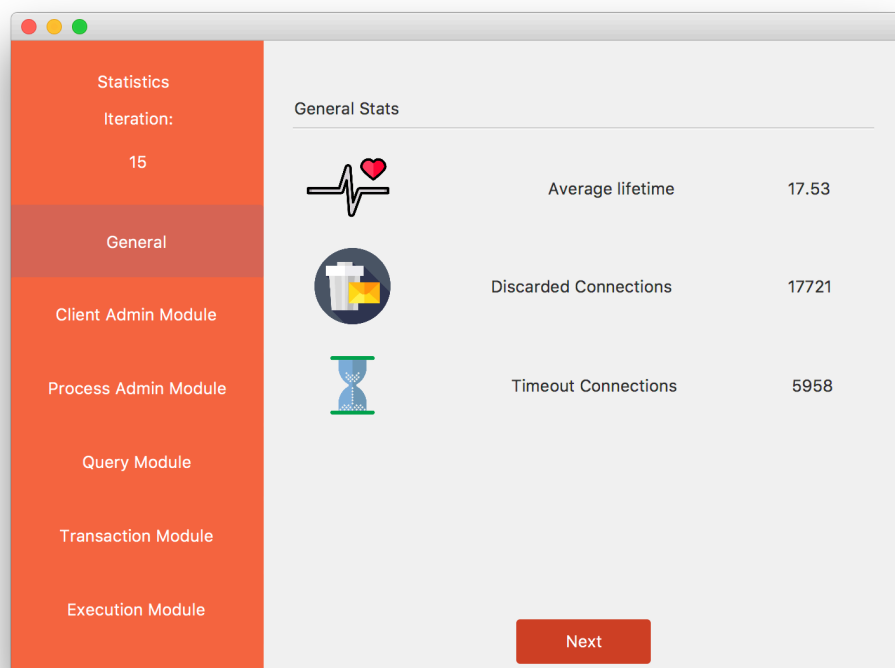 Statistics
Iteration:
15
General
Client Admin Module
Process Admin Module
Query Module
Transaction Module
Execution Module
General Stats
Average lifetime 17.53
Discarded Connections 17721
Timeout Connections 5958
Next